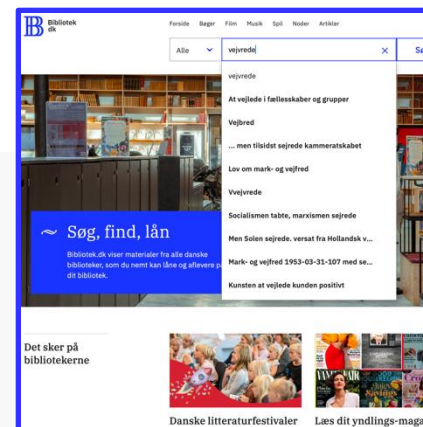 Bibliotek
dk
Forside Bøger Film Musik Spil Noder Artikler
Alle vejvrede
vejvrede
At vejlede i fællesskaber og grupper
Vejbred
... men tilsidst sejrede kammeratskabet
Lov om mark- og vejfred
Vvejvrede
Socialismen tabte, marxismen sejrede
Men Solen sejrede. versat fra Hollandsk v...
Mark- og vejfred 1953-03-31-107 med se...
Kunsten at vejlede kunden positivt
Søg, find, lån
Bibliotek.dk viser materialer fra alle danske
biblioteker, som du nemt kan låne og aflevere
dit bibliotek.
Det sker på
bibliotekerne
VANITY FAIR
Savings
Danske litteraturfestivaler
Læs dit yndlings-maga